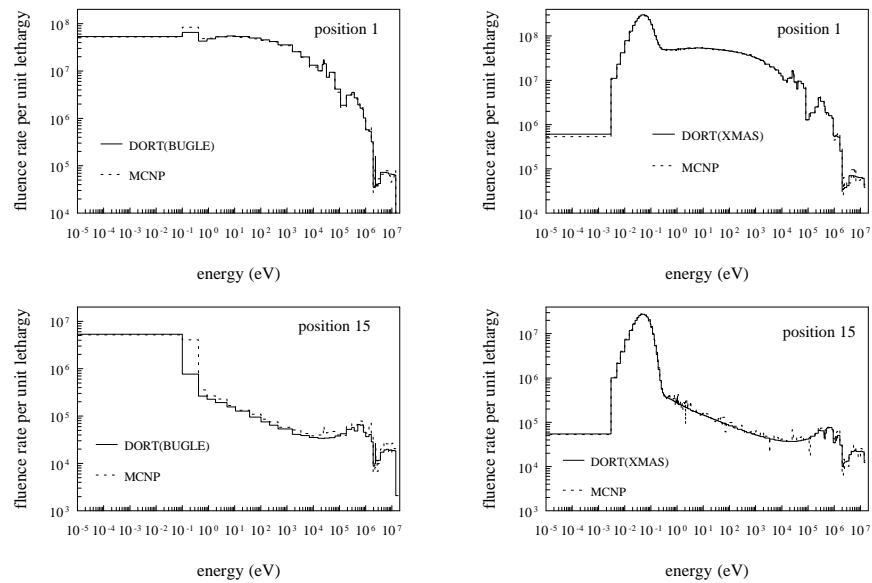 position 1
fluence rate per unit lethargy
10^8
10^7
10^6
10^5
10^4
DORT(BUGLE)
MCNP
10^-5 10^-4 10^-3 10^-2 10^-1 10^0 10^1 10^2 10^3 10^4 10^5 10^6 10^7
energy (eV)
position 1
fluence rate per unit lethargy
10^8
10^7
10^6
10^5
10^4
DORT(XMAS)
MCNP
10^-5 10^-4 10^-3 10^-2 10^-1 10^0 10^1 10^2 10^3 10^4 10^5 10^6 10^7
energy (eV)
position 15
fluence rate per unit lethargy
10^7
10^6
10^5
10^4
10^3
DORT(BUGLE)
MCNP
10^-5 10^-4 10^-3 10^-2 10^-1 10^0 10^1 10^2 10^3 10^4 10^5 10^6 10^7
energy (eV)
position 15
fluence rate per unit lethargy
10^7
10^6
10^5
10^4
10^3
DORT(XMAS)
MCNP
10^-5 10^-4 10^-3 10^-2 10^-1 10^0 10^1 10^2 10^3 10^4 10^5 10^6 10^7
energy (eV)